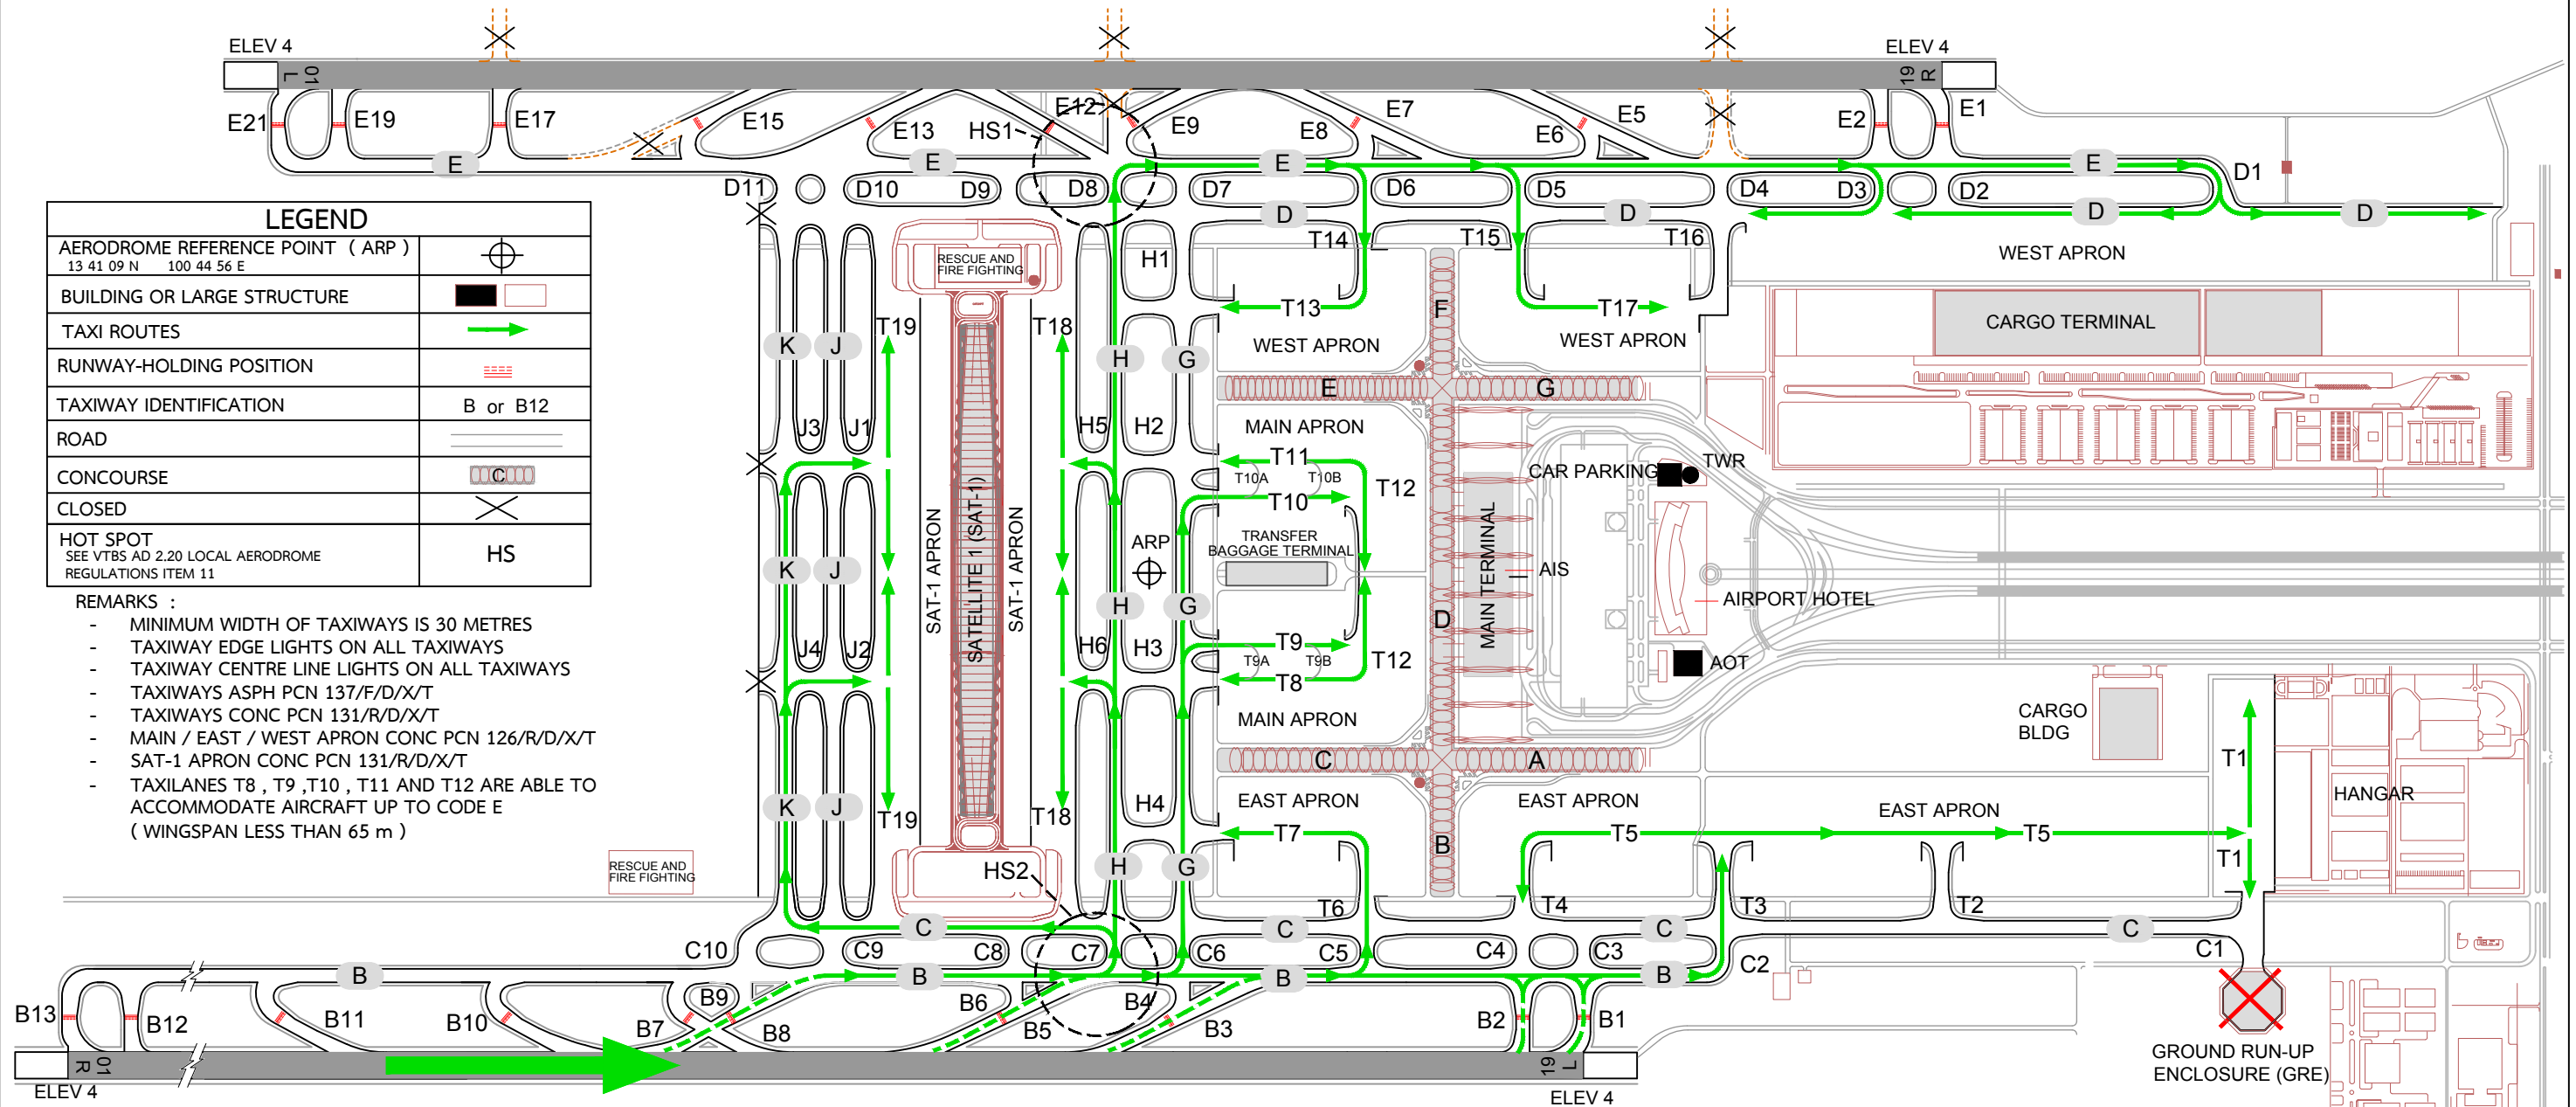 ELEV 4
ELEV 4
01 L
19 R
E21
E19
E17
E15
E13
HS1
E12
E9
E8
E7
E6
E5
E2
E1
E
E
E
E
D11
D10
D9
D8
D7
D6
D5
D4
D3
D2
D1
D
D
D
D
LEGEND
AERODROME REFERENCE POINT ( ARP )
13 41 09 N 100 44 56 E
BUILDING OR LARGE STRUCTURE
TAXI ROUTES
RUNWAY-HOLDING POSITION
TAXIWAY IDENTIFICATION
B or B12
ROAD
CONCOURSE
C
CLOSED
HOT SPOT
SEE VTBS AD 2.20 LOCAL AERODROME
REGULATIONS ITEM 11
HS
REMARKS :
- MINIMUM WIDTH OF TAXIWAYS IS 30 METRES
- TAXIWAY EDGE LIGHTS ON ALL TAXIWAYS
- TAXIWAY CENTRE LINE LIGHTS ON ALL TAXIWAYS
- TAXIWAYS ASPH PCN 137/F/D/X/T
- TAXIWAYS CONC PCN 131/R/D/X/T
- MAIN / EAST / WEST APRON CONC PCN 126/R/D/X/T
- SAT-1 APRON CONC PCN 131/R/D/X/T
- TAXILANES T8 , T9 ,T10 , T11 AND T12 ARE ABLE TO
ACCOMMODATE AIRCRAFT UP TO CODE E
( WINGSPAN LESS THAN 65 m )
RESCUE AND
FIRE FIGHTING
H1
T14
T15
T16
WEST APRON
T13
T17
F
WEST APRON
WEST APRON
CARGO TERMINAL
T19
T18
K
J
H
G
E
G
J3
J1
H5
H2
MAIN APRON
T11
T10A
T10B
T10
T12
CAR PARKING
TWR
SAT-1 APRON
SATELLITE 1 (SAT-1)
SAT-1 APRON
ARP
TRANSFER
BAGGAGE TERMINAL
MAIN TERMINAL
AIS
AIRPORT HOTEL
K
J
H
G
D
J4
J2
H6
H3
T9
T9A
T9B
T8
T12
AOT
MAIN APRON
CARGO
BLDG
T1
C
A
K
J
T19
T18
H4
EAST APRON
EAST APRON
EAST APRON
HANGAR
T7
T5
T5
B
T1
RESCUE AND
FIRE FIGHTING
HS2
H
G
T6
T4
T3
T2
C
C
C
C
C10
C9
C8
C7
C6
C5
C4
C3
C2
C1
B
B
B
B
B13
B12
B11
B10
B9
B7
B8
B6
B5
B4
B3
B2
B1
01 R
19 L
ELEV 4
ELEV 4
GROUND RUN-UP
ENCLOSURE (GRE)